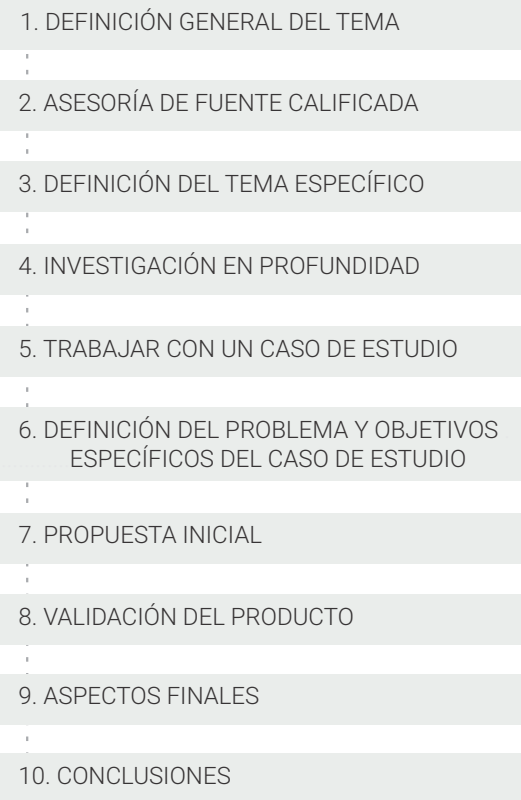 1. DEFINICIÓN GENERAL DEL TEMA
2. ASESORÍA DE FUENTE CALIFICADA
3. DEFINICIÓN DEL TEMA ESPECÍFICO
4. INVESTIGACIÓN EN PROFUNDIDAD
5. TRABAJAR CON UN CASO DE ESTUDIO
6. DEFINICIÓN DEL PROBLEMA Y OBJETIVOS
ESPECÍFICOS DEL CASO DE ESTUDIO
7. PROPUESTA INICIAL
8. VALIDACIÓN DEL PRODUCTO
9. ASPECTOS FINALES
10. CONCLUSIONES